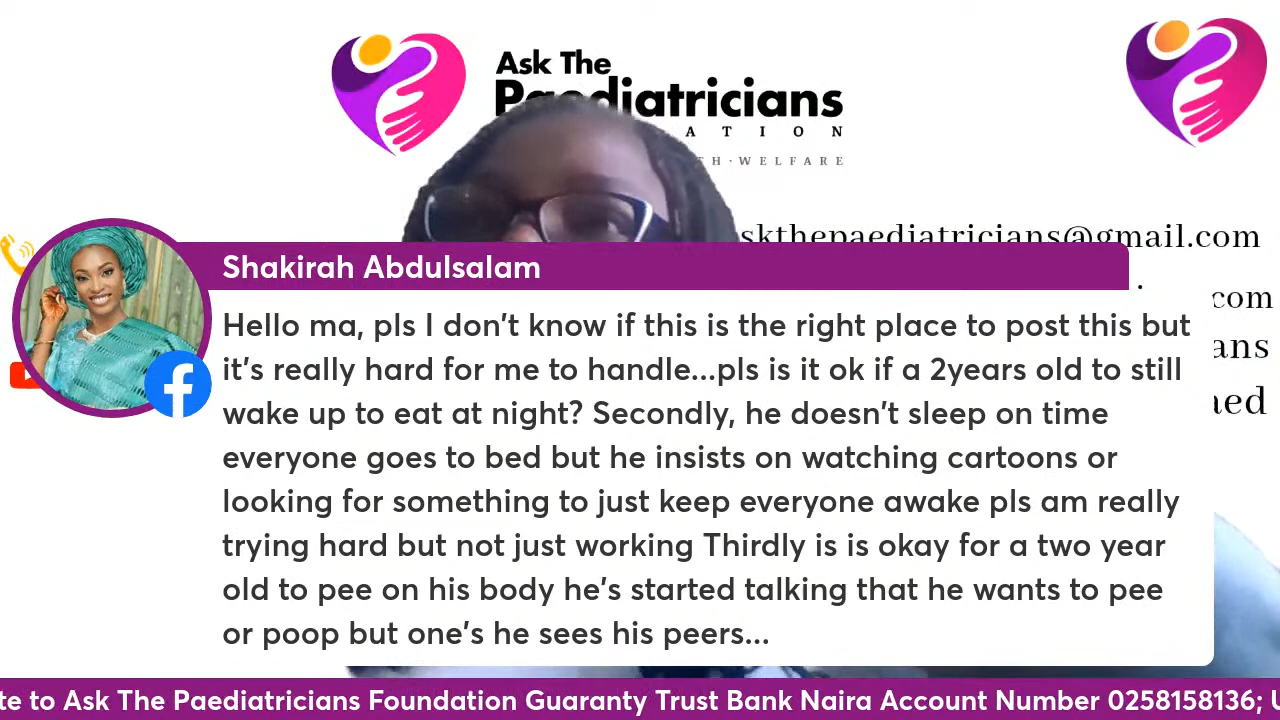 Ask The
Paediatricians
A T I O N
TH·WELFARE
askthepaediatricians@gmail.com
.com
Shakirah Abdulsalam
Hello ma, pls I don't know if this is the right place to post this but
it's really hard for me to handle...pls is it ok if a 2years old to still
wake up to eat at night? Secondly, he doesn't sleep on time
everyone goes to bed but he insists on watching cartoons or
looking for something to just keep everyone awake pls am really
trying hard but not just working Thirdly is is okay for a two year
old to pee on his body he's started talking that he wants to pee
or poop but one's he sees his peers...
te to Ask The Paediatricians Foundation Guaranty Trust Bank Naira Account Number 0258158136;